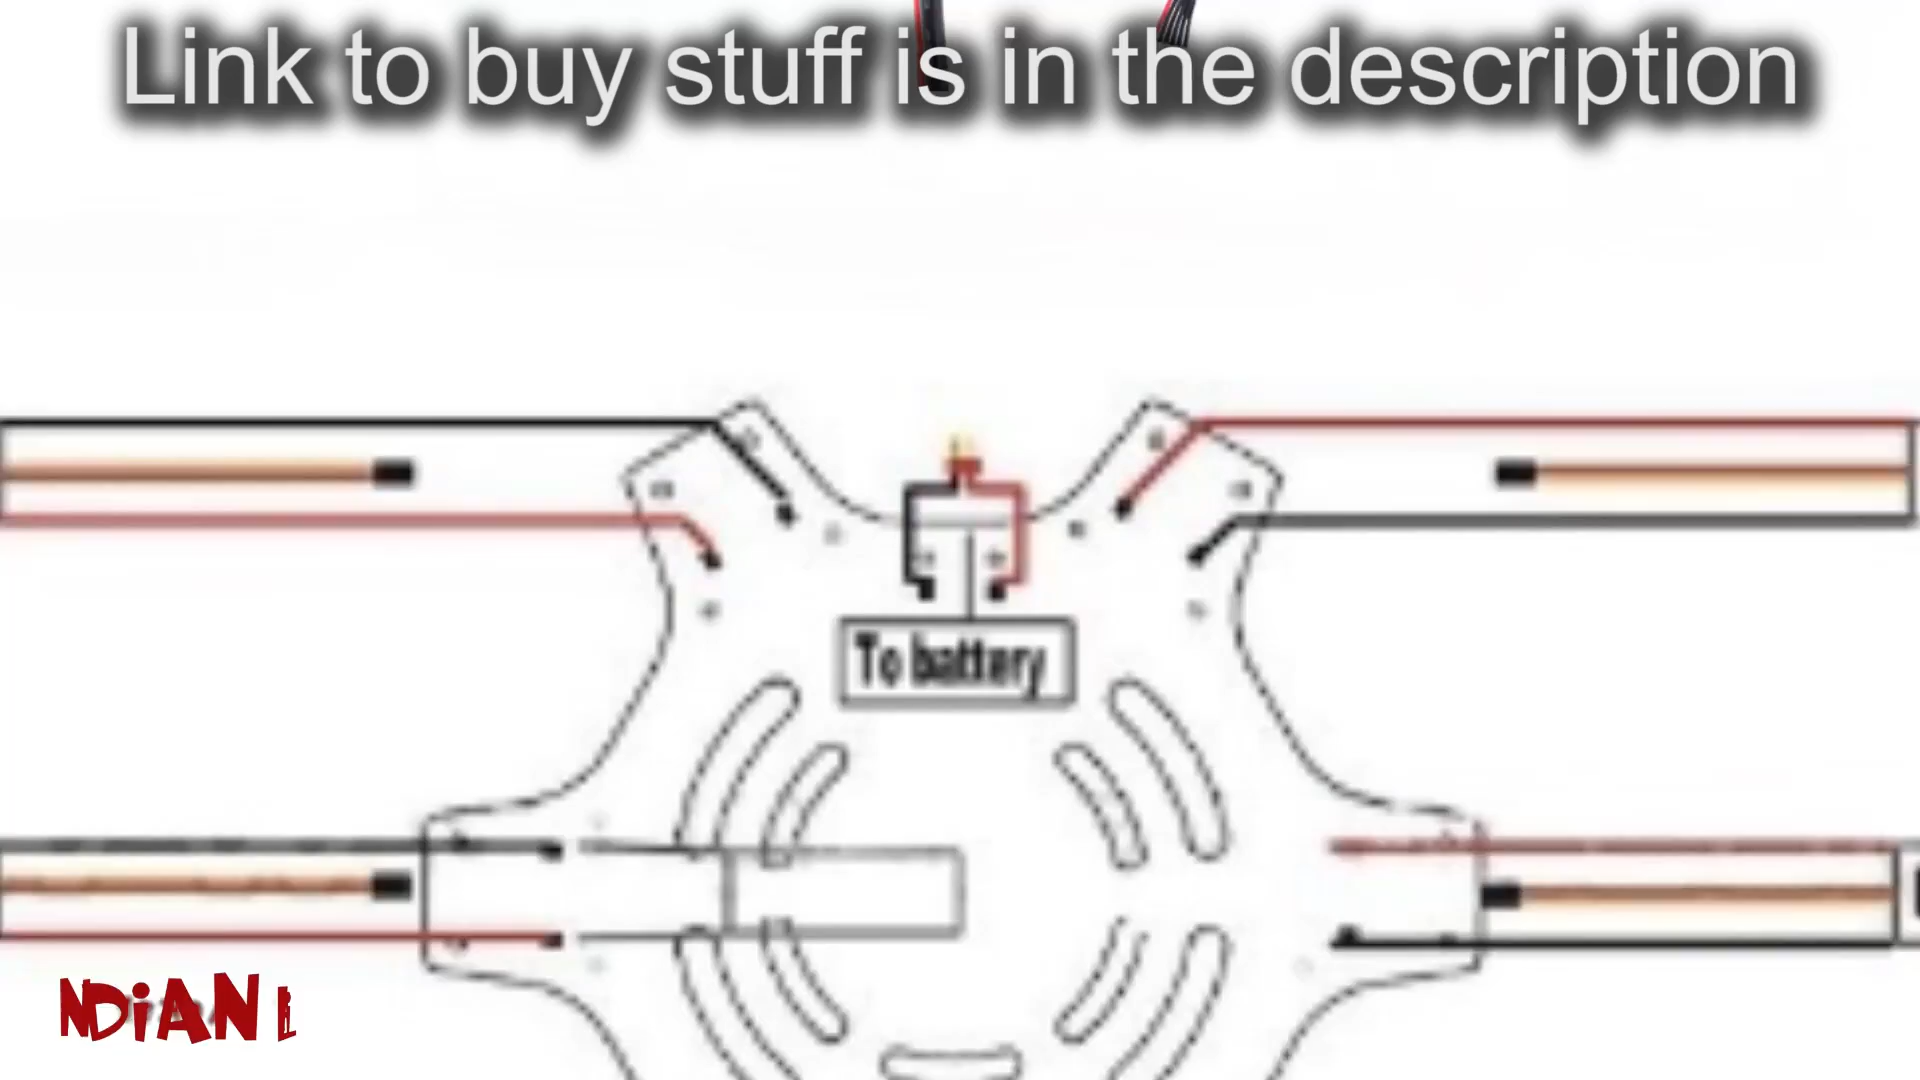 Link to buy stuff is in the description
To battery
NDiAN